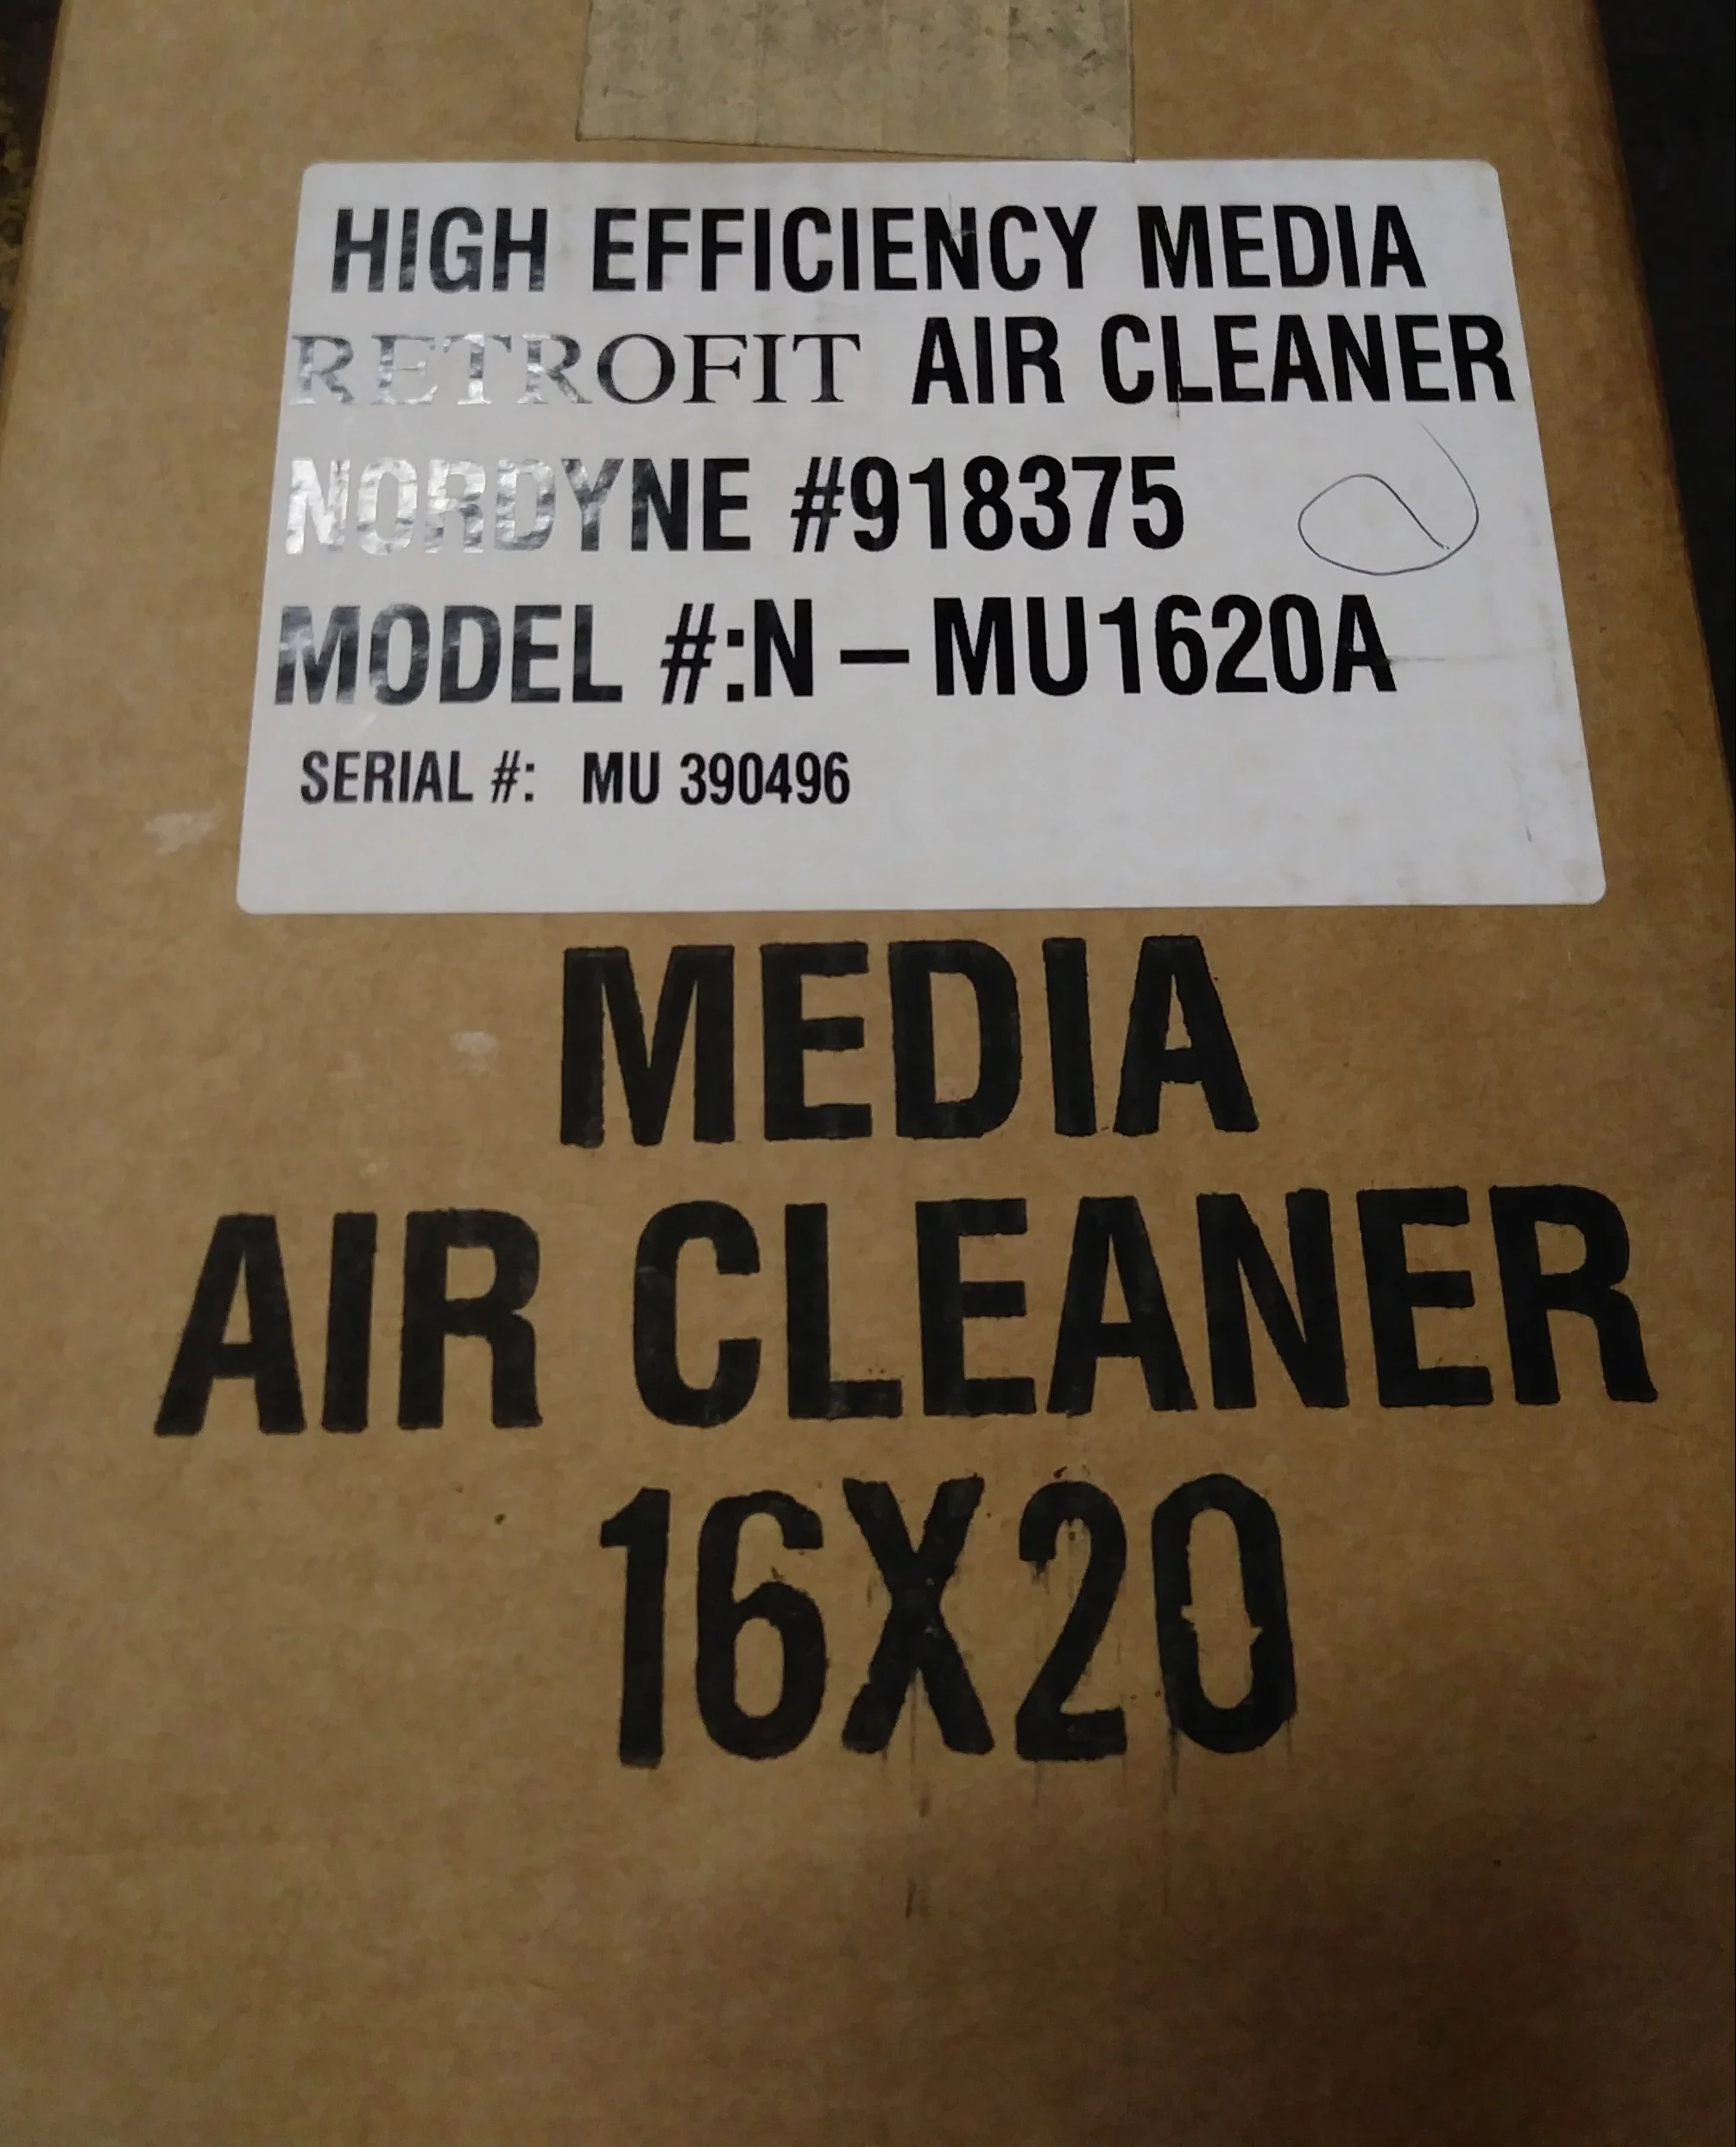 HIGH EFFICIENCY MEDIA
RETROFIT AIR CLEANER
NORDYNE #918375
MODEL #:N–MU1620A
SERIAL #: MU 390496
MEDIA
AIR CLEANER
16X20